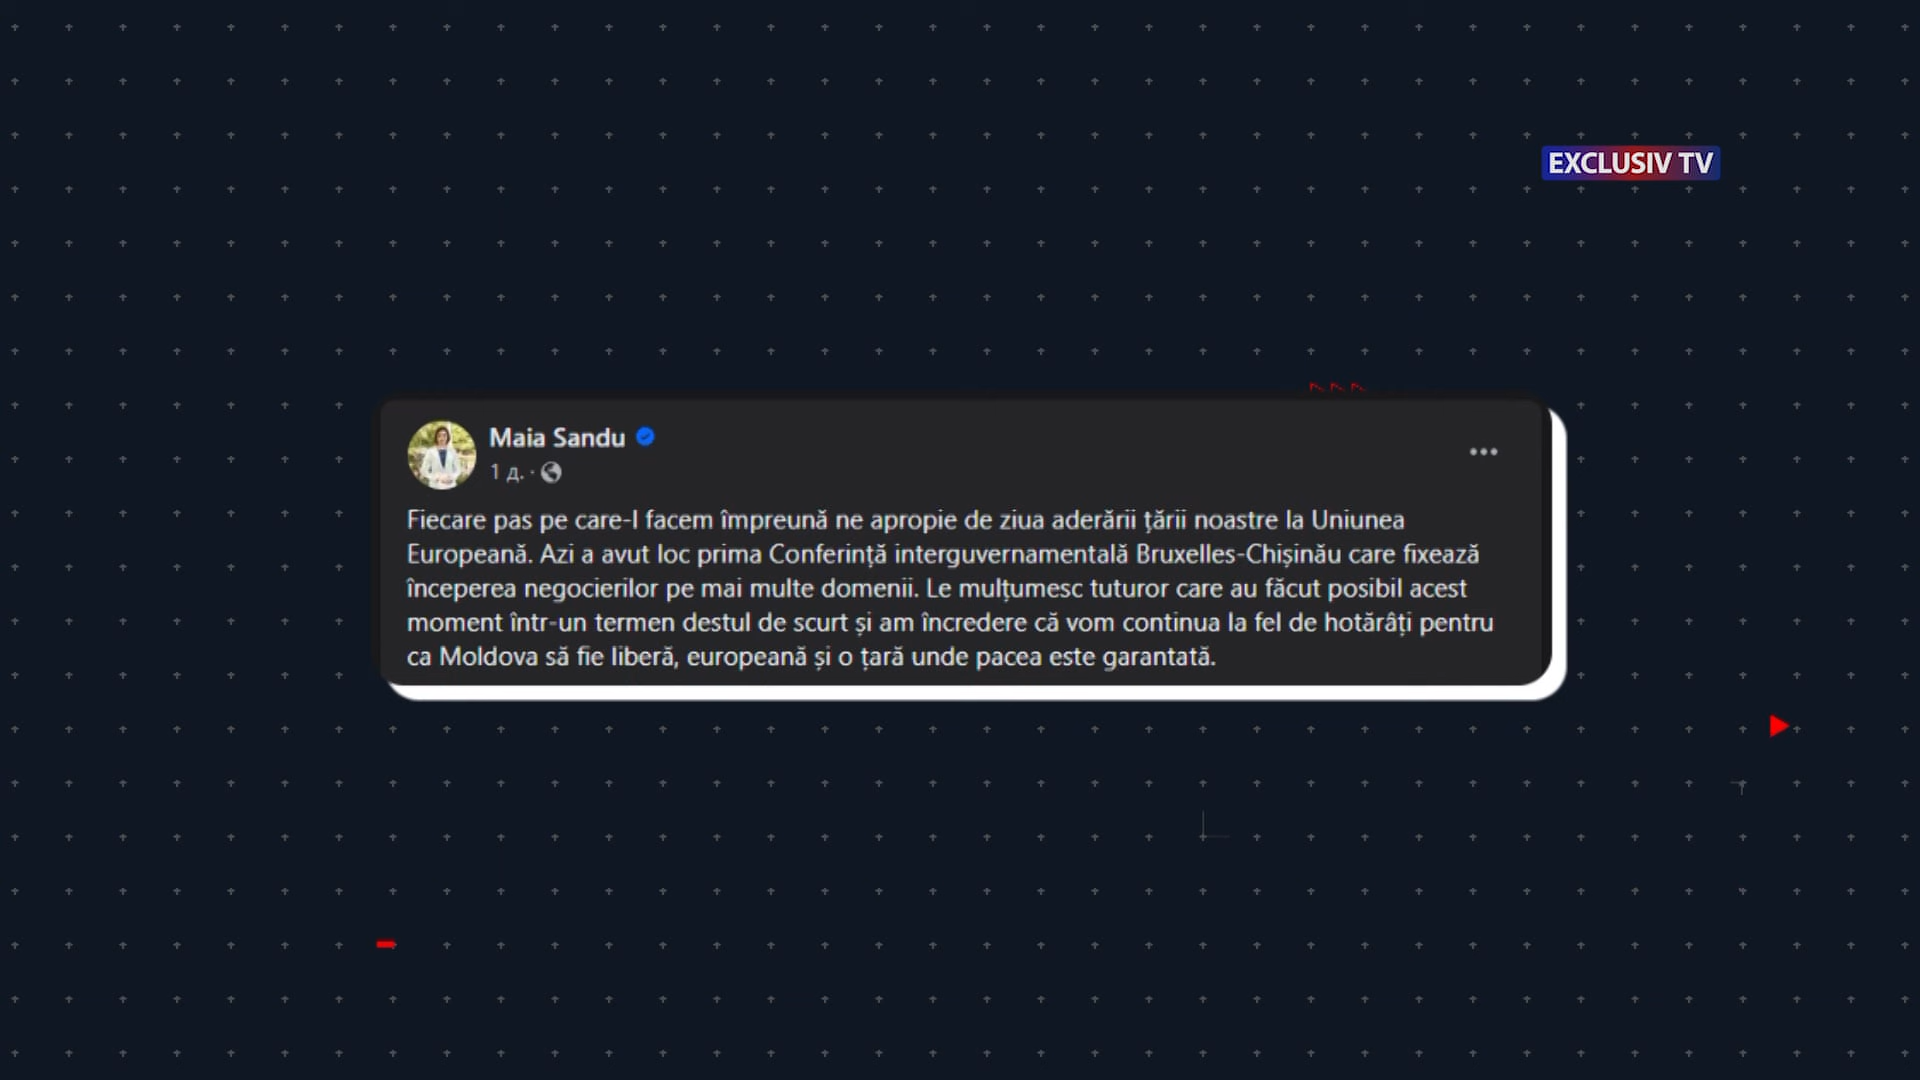 EXCLUSIV TV
Maia Sandu
1 д. ·
Fiecare pas pe care-l facem împreună ne apropie de ziua aderării țării noastre la Uniunea
Europeană. Azi a avut loc prima Conferință interguvernamentală Bruxelles-Chișinău care fixează
începerea negocierilor pe mai multe domenii. Le mulțumesc tuturor care au făcut posibil acest
moment într-un termen destul de scurt și am încredere că vom continua la fel de hotărâți pentru
ca Moldova să fie liberă, europeană și o țară unde pacea este garantată.